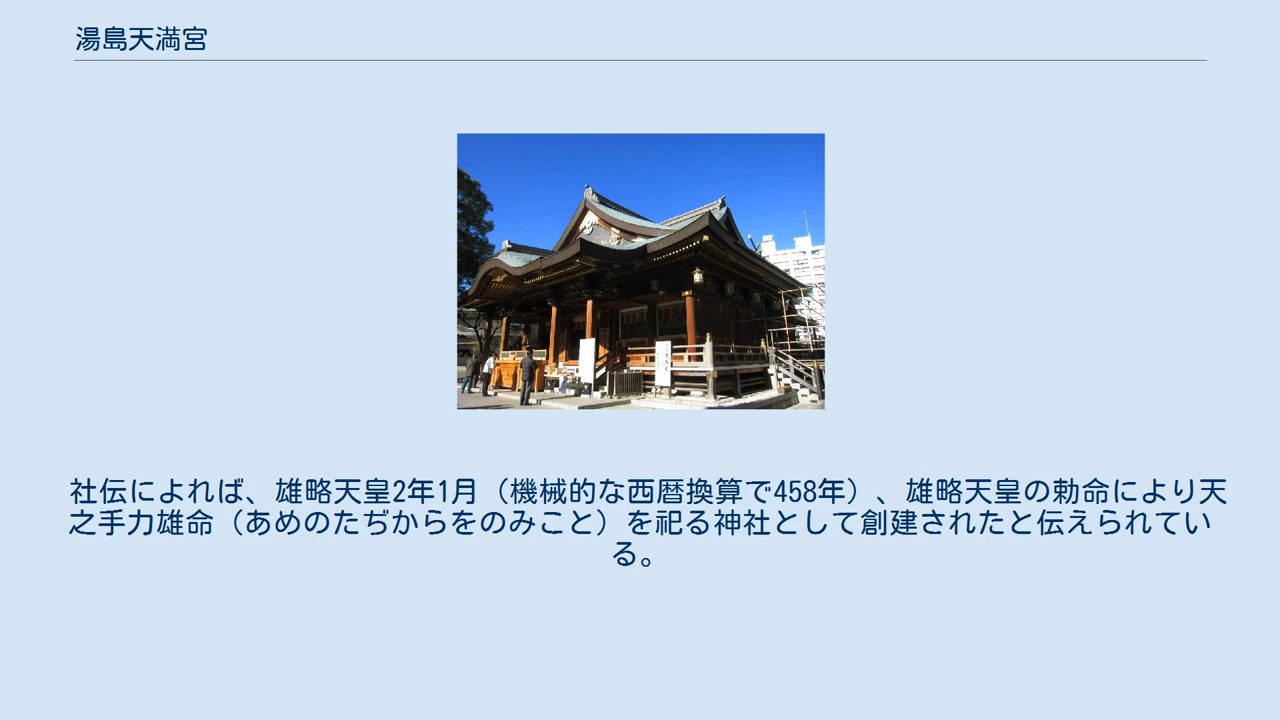 湯島天満宮
社伝によれば、雄略天皇2年1月（機械的な西暦換算で458年）、雄略天皇の勅命により天
之手力雄命（あめのたぢからをのみこと）を祀る神社として創建されたと伝えられてい
る。